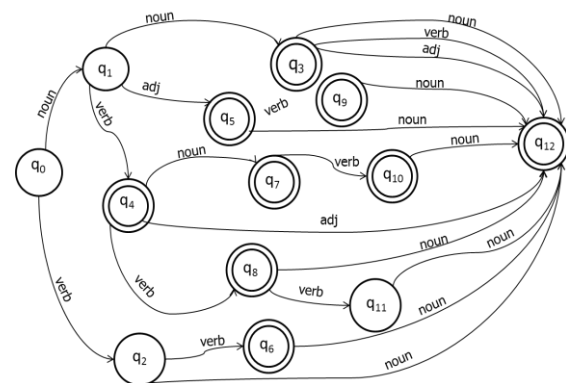 noun
verb
adj
noun
q1
q3
adj
verb
q9
noun
noun
verb
q5
noun
q12
q0
noun
verb
noun
q7
q10
q4
adj
verb
noun
noun
q8
verb
verb
q11
noun
verb
q6
q2
noun